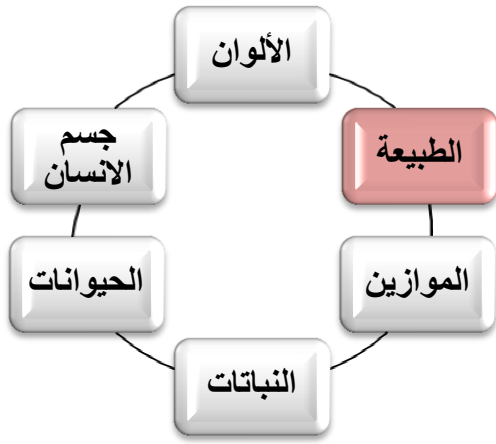 الألوان
الطبيعة
الموازين
النباتات
الحيوانات
جسم
الانسان